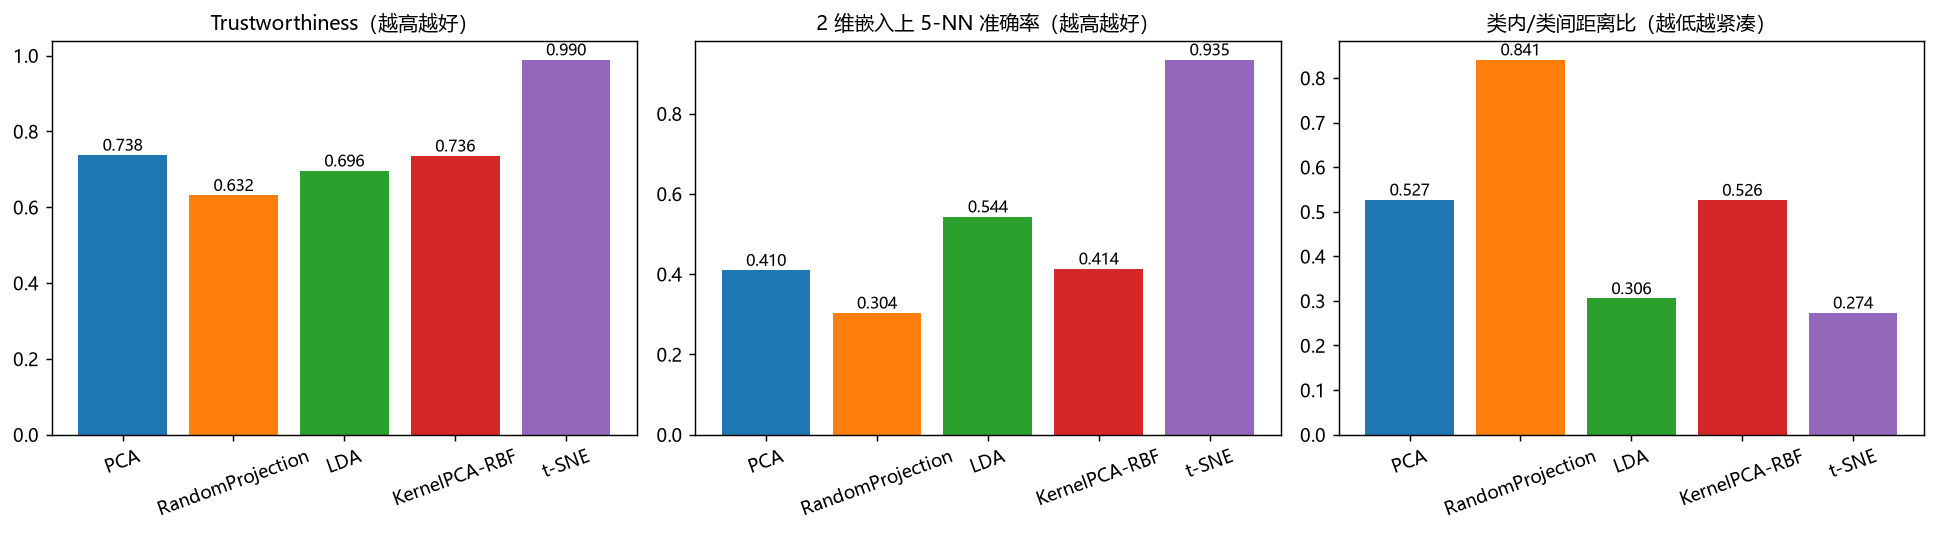 Trustworthiness（越高越好）
1.0
0.8
0.6
0.4
0.2
0.0
0.738
0.632
0.696
0.736
0.990
PCA
RandomProjection
LDA
KernelPCA-RBF
t-SNE
2 维嵌入上 5-NN 准确率（越高越好）
0.8
0.6
0.4
0.2
0.0
0.410
0.304
0.544
0.414
0.935
PCA
RandomProjection
LDA
KernelPCA-RBF
t-SNE
类内/类间距离比（越低越紧凑）
0.8
0.7
0.6
0.5
0.4
0.3
0.2
0.1
0.0
0.527
0.841
0.306
0.526
0.274
PCA
RandomProjection
LDA
KernelPCA-RBF
t-SNE